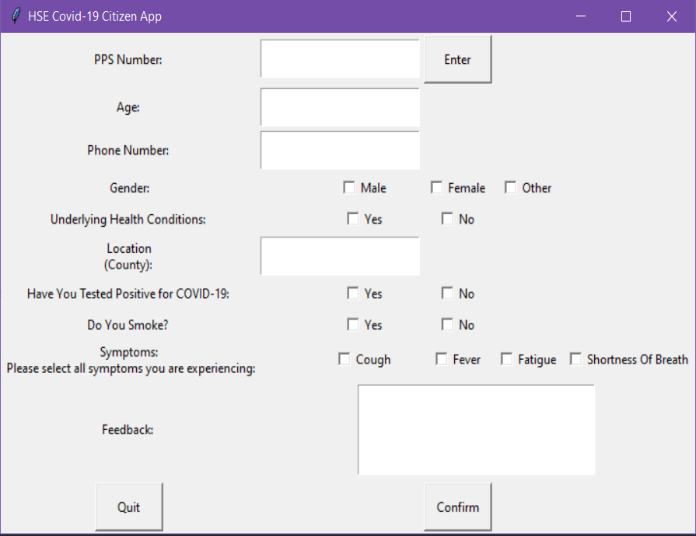 HSE Covid-19 Citizen App
PPS Number:
Enter
Age:
Phone Number:
Gender:
Male
Female
Other
Underlying Health Conditions:
Yes
No
Location
(County):
Have You Tested Positive for COVID-19:
Yes
No
Do You Smoke?
Yes
No
Symptoms:
Please select all symptoms you are experiencing:
Cough
Fever
Fatigue
Shortness Of Breath
Feedback:
Quit
Confirm